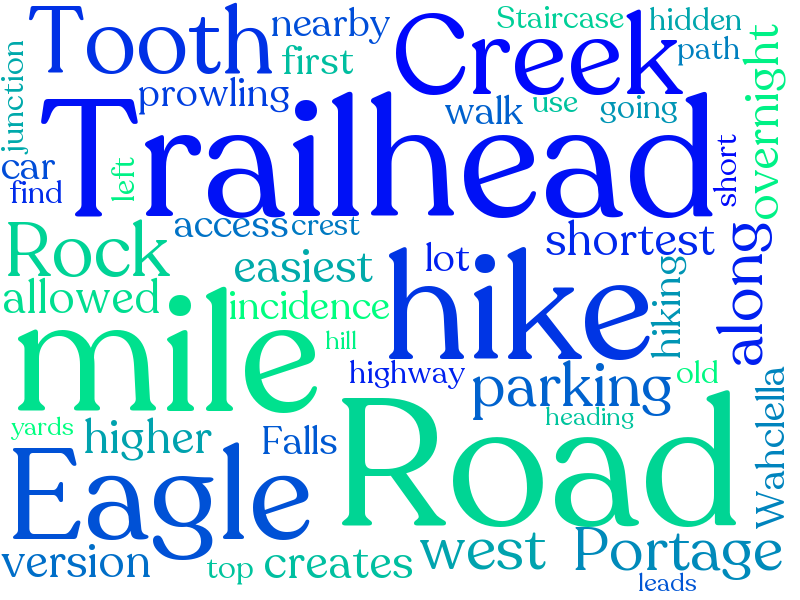 Tooth
nearby
Creek
Staircase
hidden
path
first
prowling
walk
use
going
overnight
junction
Trailhead
car
find
left
short
access
crest
shortest
Rock
easiest
lot
hike
hiking
along
allowed
mile
incidence
hill
highway
parking
old
Road
heading
Wahclella
yards
higher
Falls
Eagle
version
top
creates
west
Portage
leads